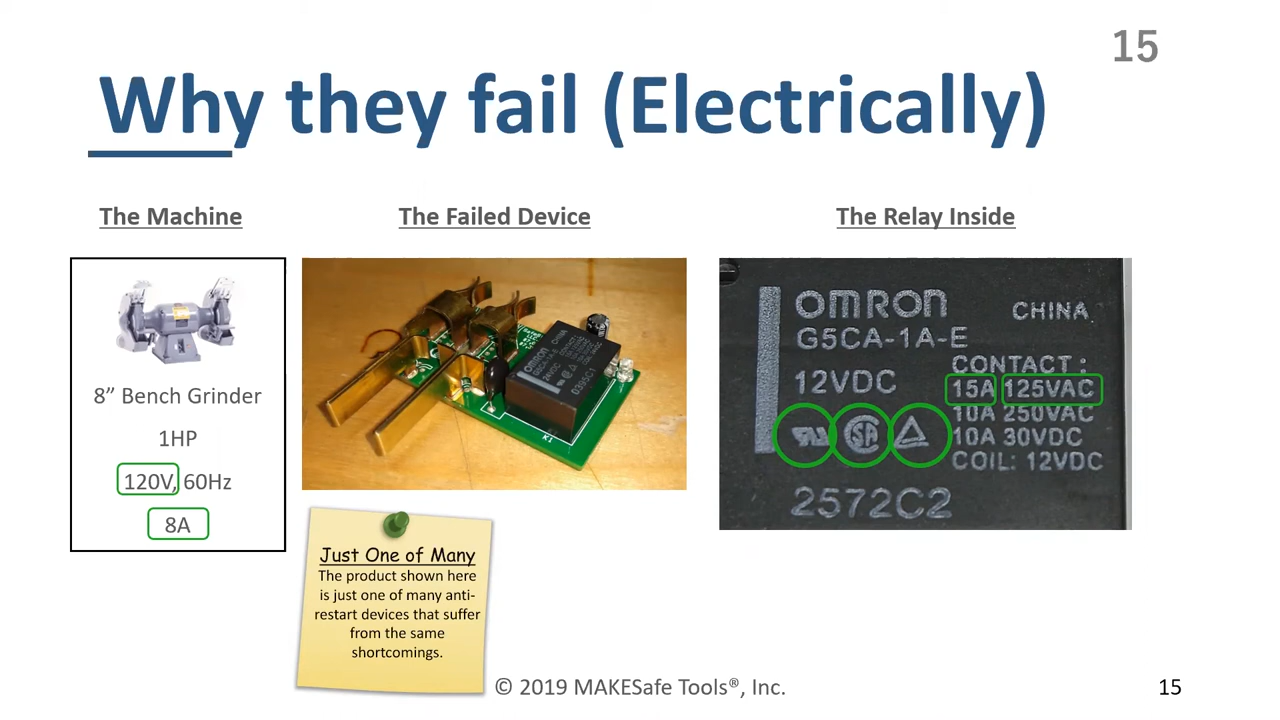 15
Why they fail (Electrically)
The Machine
The Failed Device
The Relay Inside
8” Bench Grinder
1HP
120V, 60Hz
8A
OMRON
CHINA
G5CA-1A-E
CONTACT :
12VDC
15A 125VAC
10A 250VAC
10A 30VDC
COIL: 12VDC
2572C2
K1
Just One of Many
The product shown here
is just one of many anti-
restart devices that suffer
from the same
shortcomings.
© 2019 MAKESafe Tools®, Inc.
15